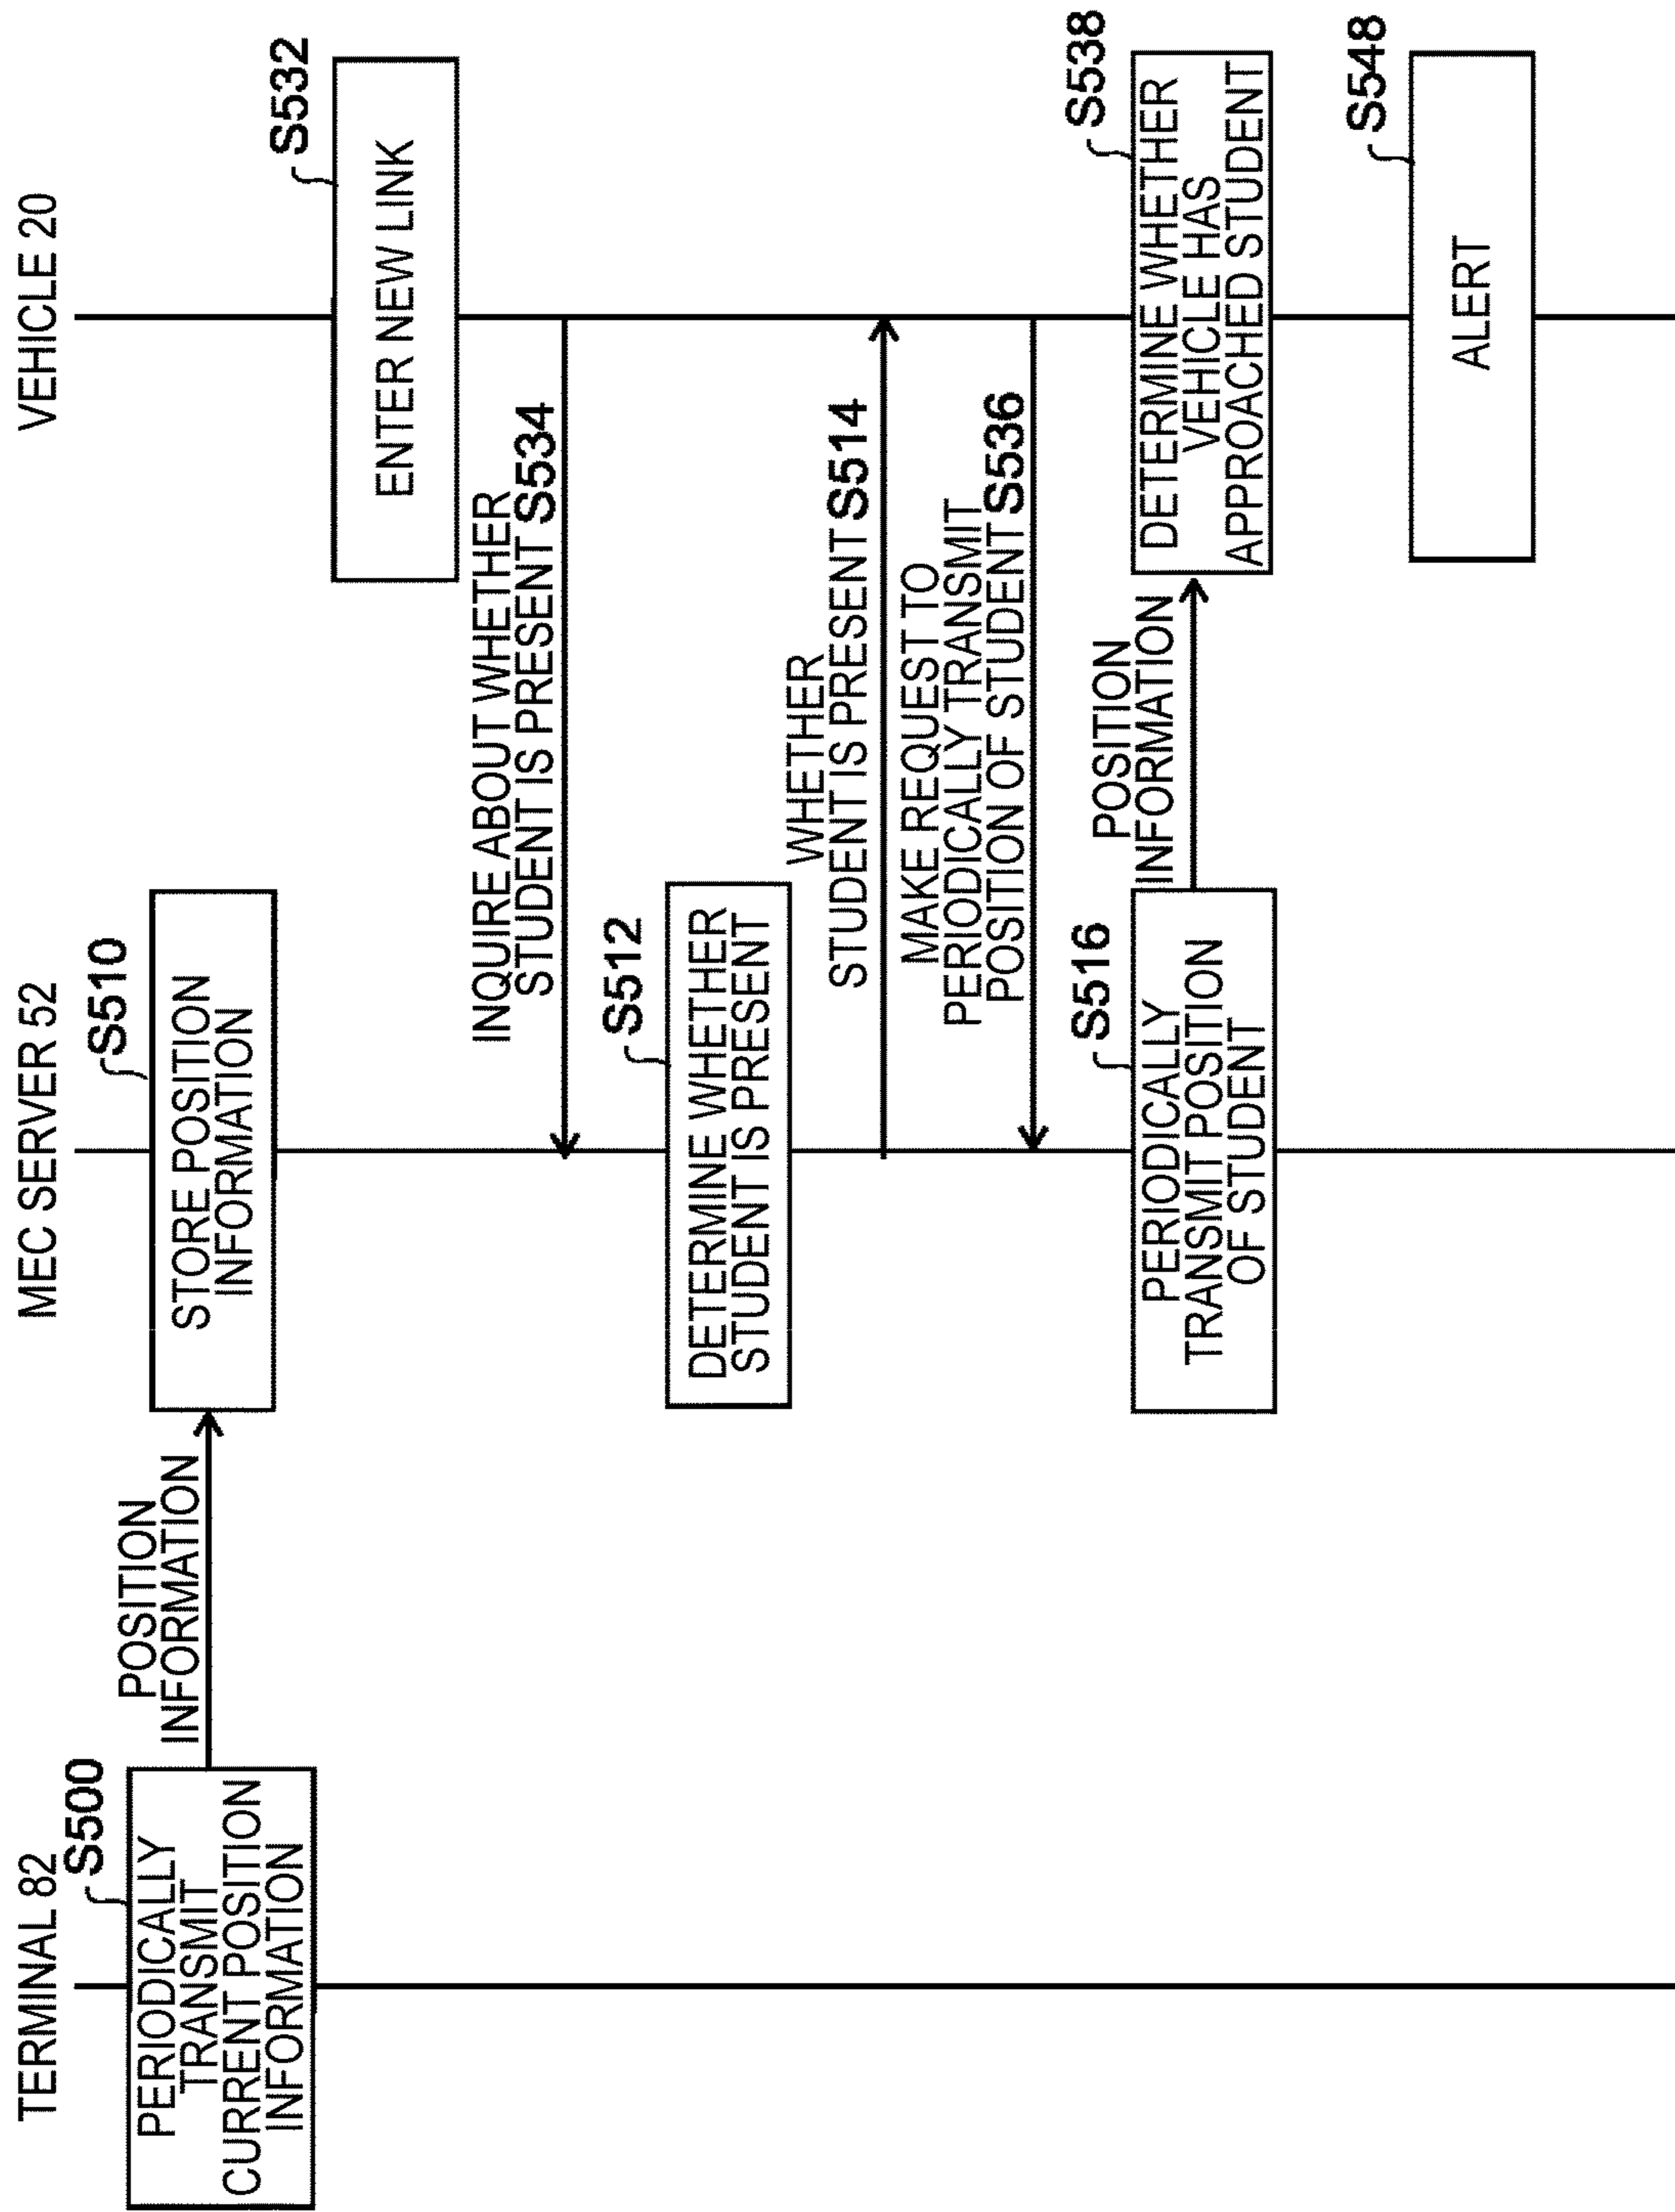 TERMINAL 82
MEC SERVER 52
VEHICLE 20
S500
PERIODICALLY
TRANSMIT
CURRENT POSITION
INFORMATION
POSITION
INFORMATION
S510
STORE POSITION
INFORMATION
S532
ENTER NEW LINK
INQUIRE ABOUT WHETHER
STUDENT IS PRESENT S534
S512
DETERMINE WHETHER
STUDENT IS PRESENT
WHETHER
STUDENT IS PRESENT S514
MAKE REQUEST TO
PERIODICALLY TRANSMIT
POSITION OF STUDENT S536
S516
PERIODICALLY
TRANSMIT POSITION
OF STUDENT
POSITION
INFORMATION
S538
DETERMINE WHETHER
VEHICLE HAS
APPROACHED STUDENT
S548
ALERT